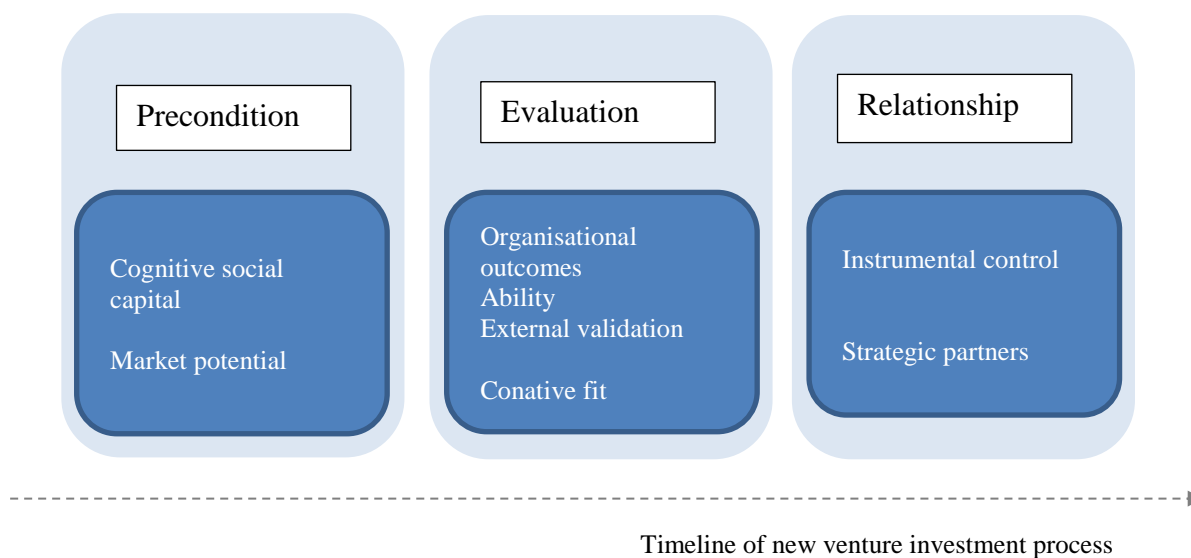 Precondition
Cognitive social
capital
Market potential
Evaluation
Organisational
outcomes
Ability
External validation
Conative fit
Relationship
Instrumental control
Strategic partners
Timeline of new venture investment process